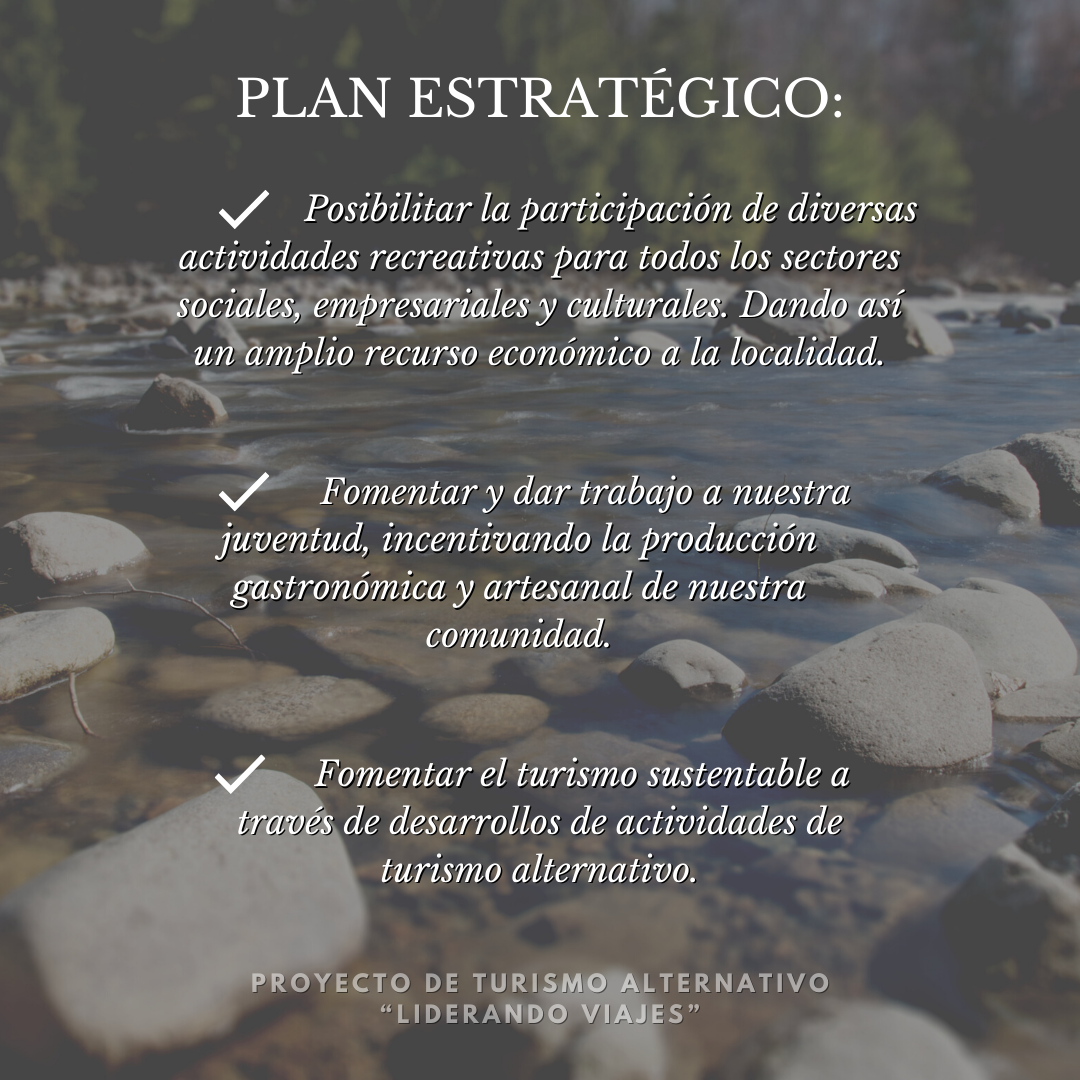 PLAN ESTRATÉGICO:
Posibilitar la participación de diversas
actividades recreativas para todos los sectores
sociales, empresariales y culturales. Dando así
un amplio recurso económico a la localidad.
Fomentar y dar trabajo a nuestra
juventud, incentivando la producción
gastronómica y artesanal de nuestra
comunidad.
Fomentar el turismo sustentable a
través de desarrollos de actividades de
turismo alternativo.
PROYECTO DE TURISMO ALTERNATIVO
“LIDERANDO VIAJES”